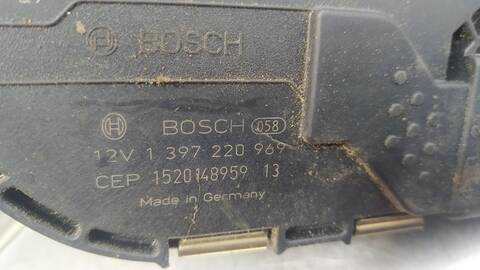 BOSCH
BOSCH 058
12V 1 397 220 969
CEP 1520148959 13
Made in Germany